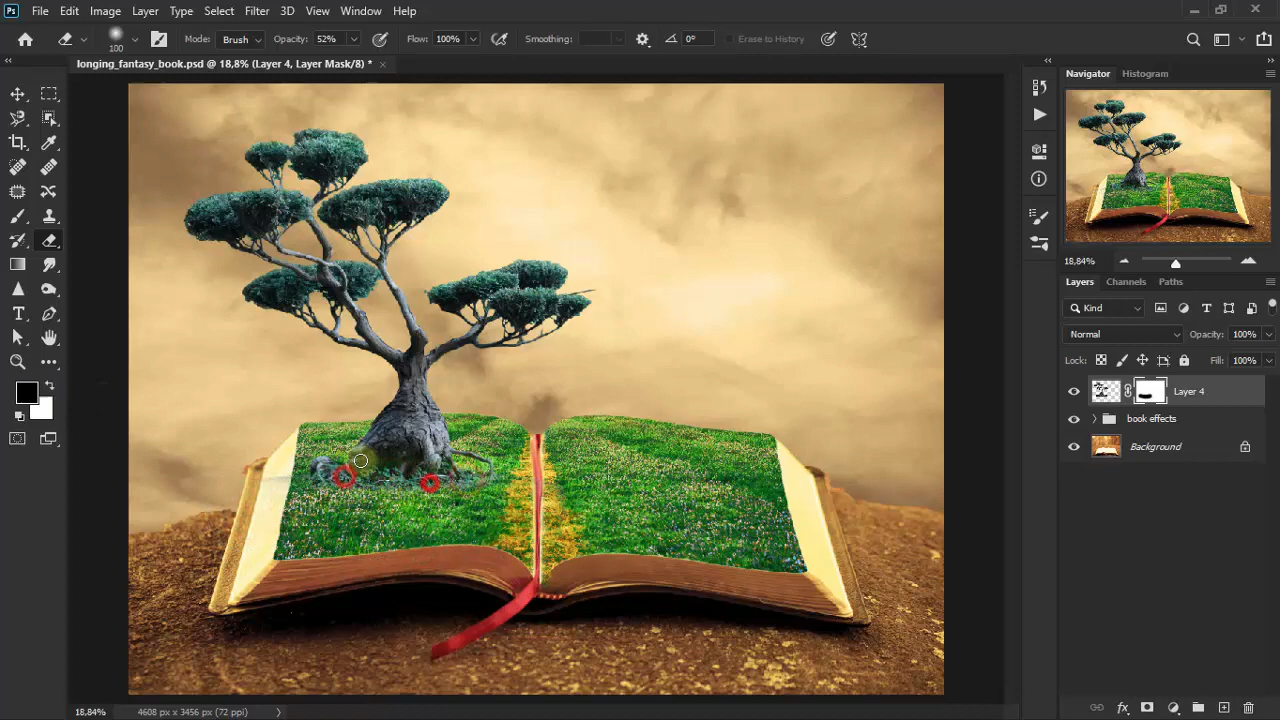 Ps File Edit Image Layer Type Select Filter 3D View Window Help
100 Mode: Brush Opacity: 52% Flow: 100% Smoothing: 0° Erase to History
longing_fantasy_book.psd @ 18,8% (Layer 4, Layer Mask/8) * ×
Navigator Histogram
18,84%
Layers Channels Paths
Kind
Normal Opacity: 100%
Lock: Fill: 100%
Layer 4
book effects
Background
18,84% 4608 px x 3456 px (72 ppi)